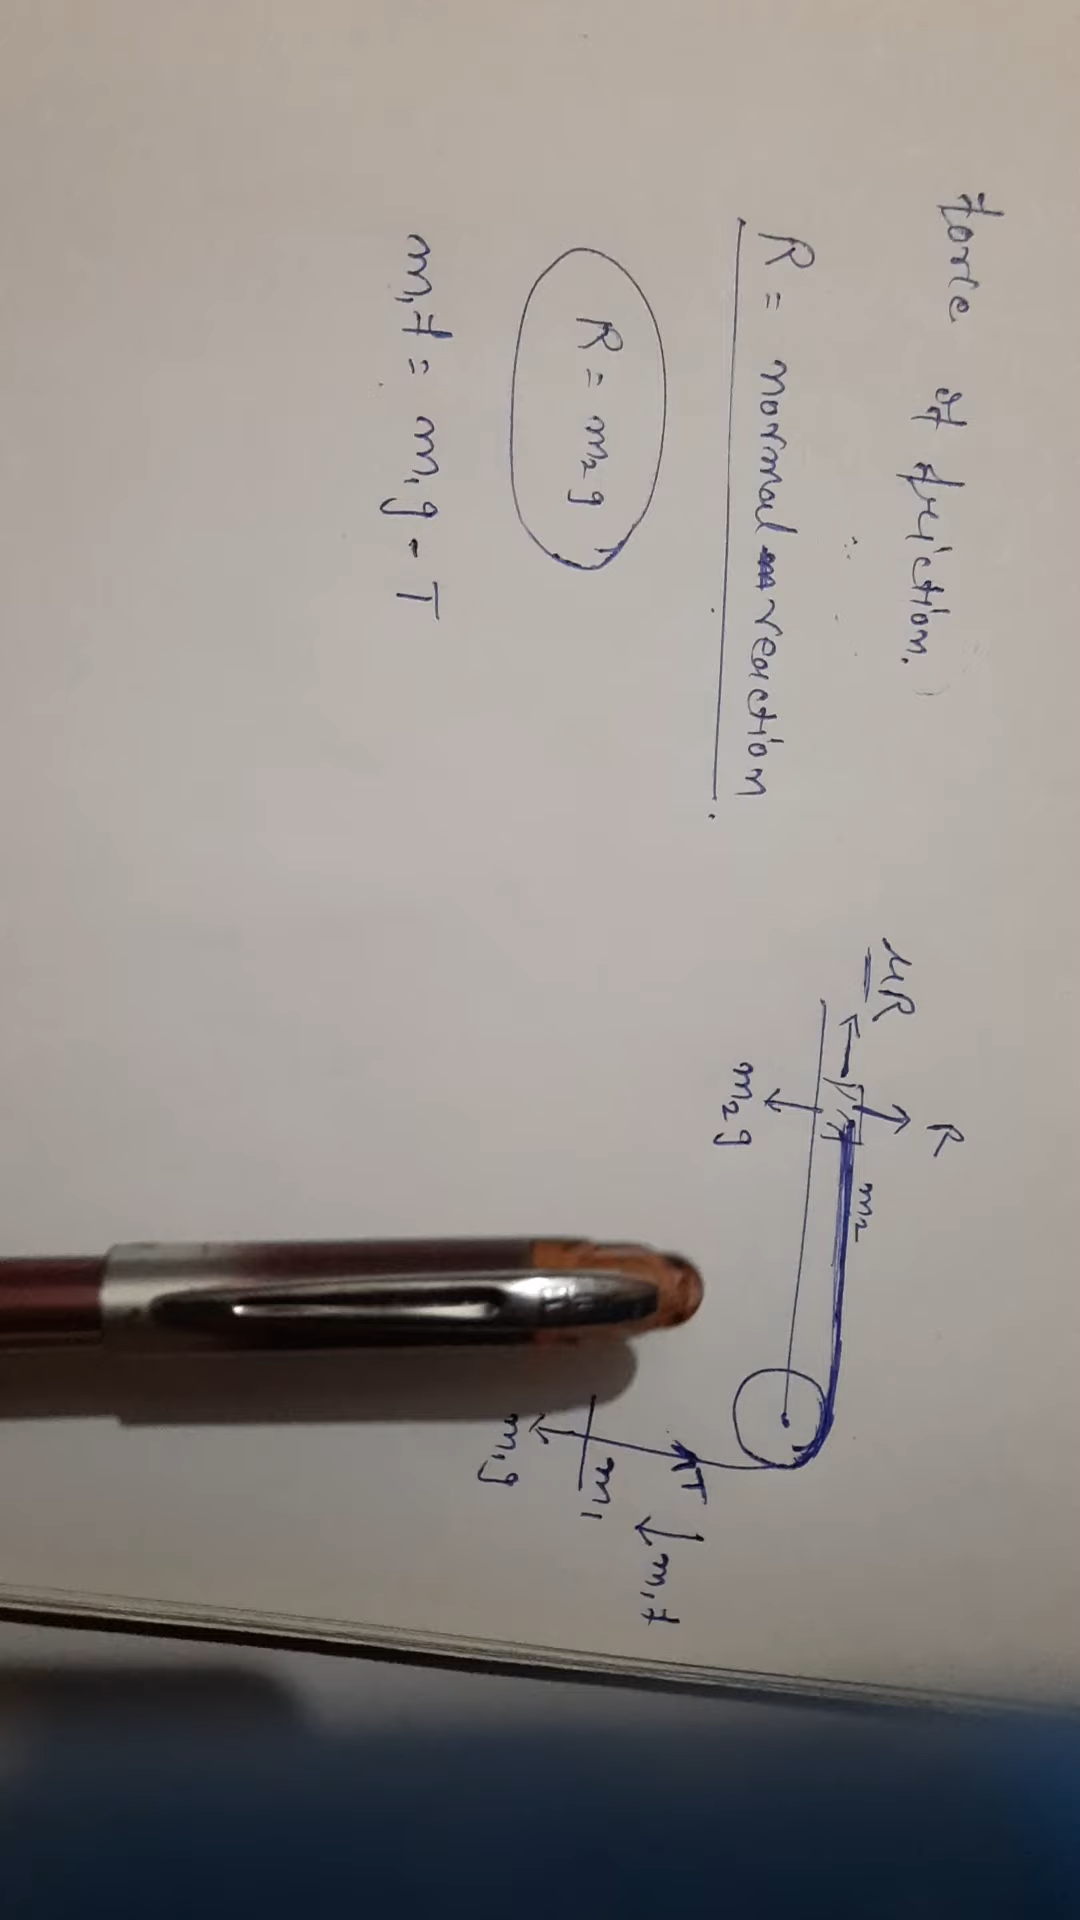 Force of friction.
R = normal reaction.
R = m₂g
m₁f = m₁g - T
μR
R
m₂g
m₂
T
m₁f
m₁
m₁g